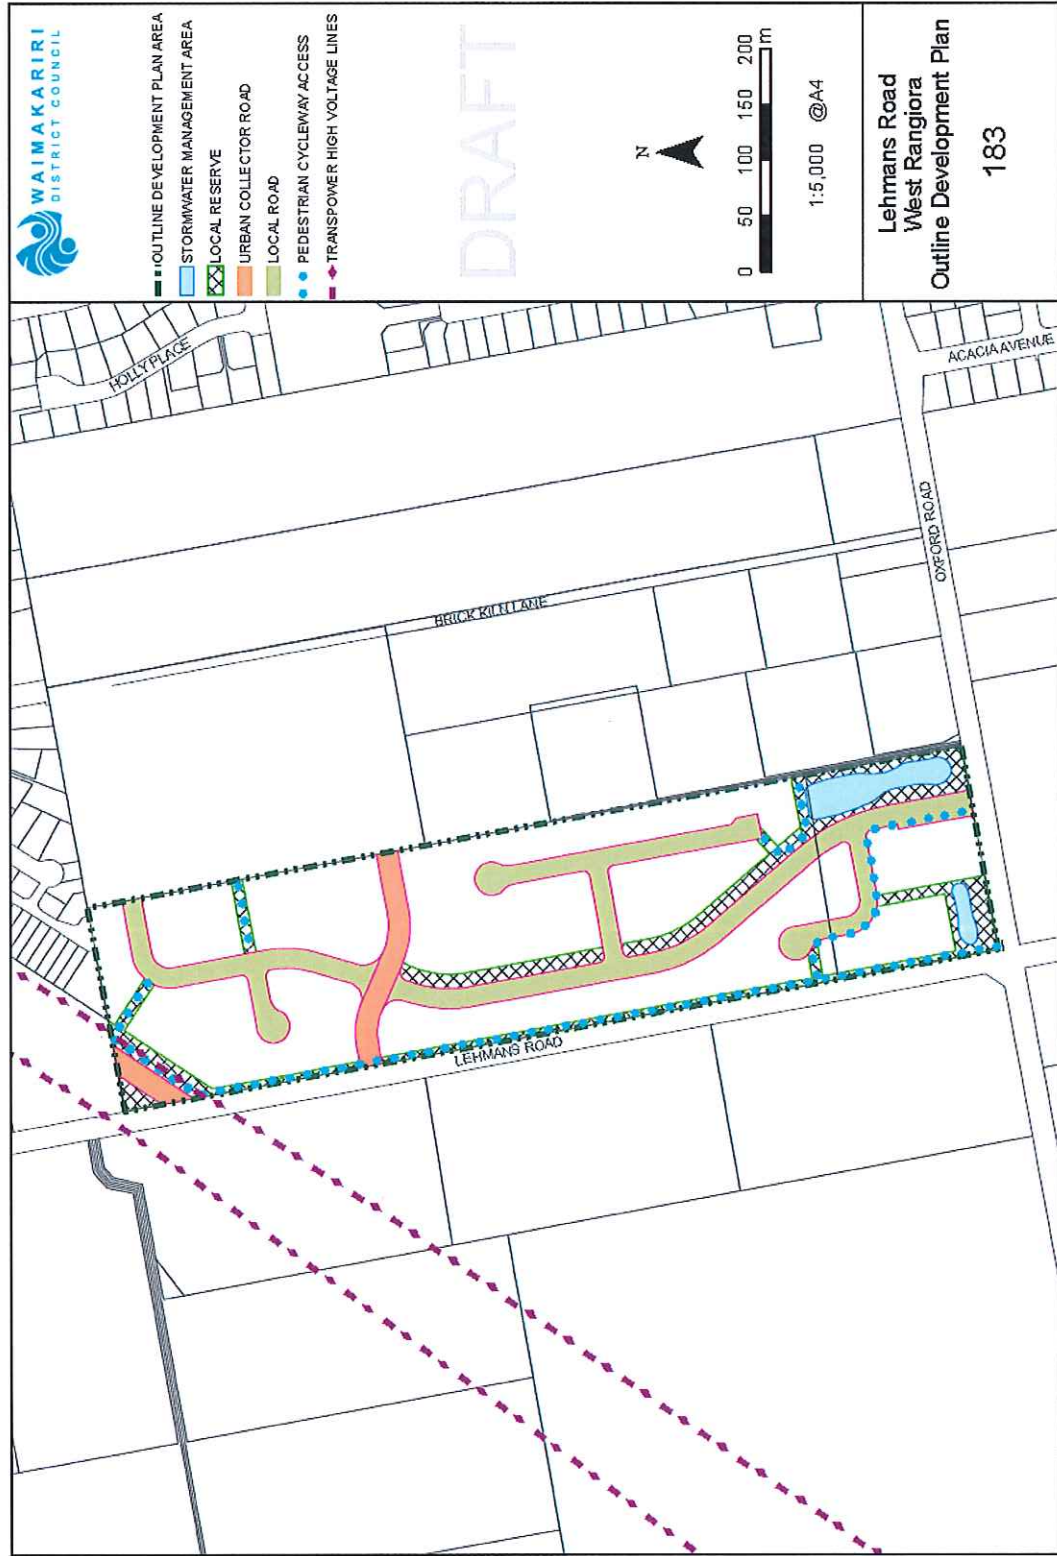 WAIMAKARIRI
DISTRICT COUNCIL
OUTLINE DEVELOPMENT PLAN AREA
STORMWATER MANAGEMENT AREA
LOCAL RESERVE
URBAN COLLECTOR ROAD
LOCAL ROAD
PEDESTRIAN CYCLEWAY ACCESS
TRANSPOWER HIGH VOLTAGE LINES
DRAFT
N
0 50 100 150 200
m
1:5,000 @A4
Lehmans Road
West Rangiora
Outline Development Plan
183
HOLLY PLACE
BRICK KILN LANE
LEHMANS ROAD
OXFORD ROAD
ACACIA AVENUE